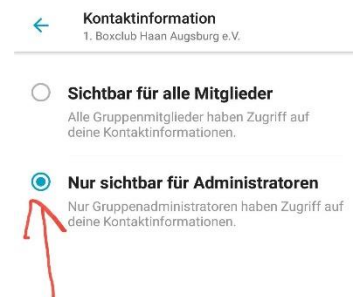 Kontaktinformation
1. Boxclub Haan Augsburg e.V.
Sichtbar für alle Mitglieder
Alle Gruppenmitglieder haben Zugriff auf
deine Kontaktinformationen.
Nur sichtbar für Administratoren
Nur Gruppenadministratoren haben Zugriff auf
deine Kontaktinformationen.